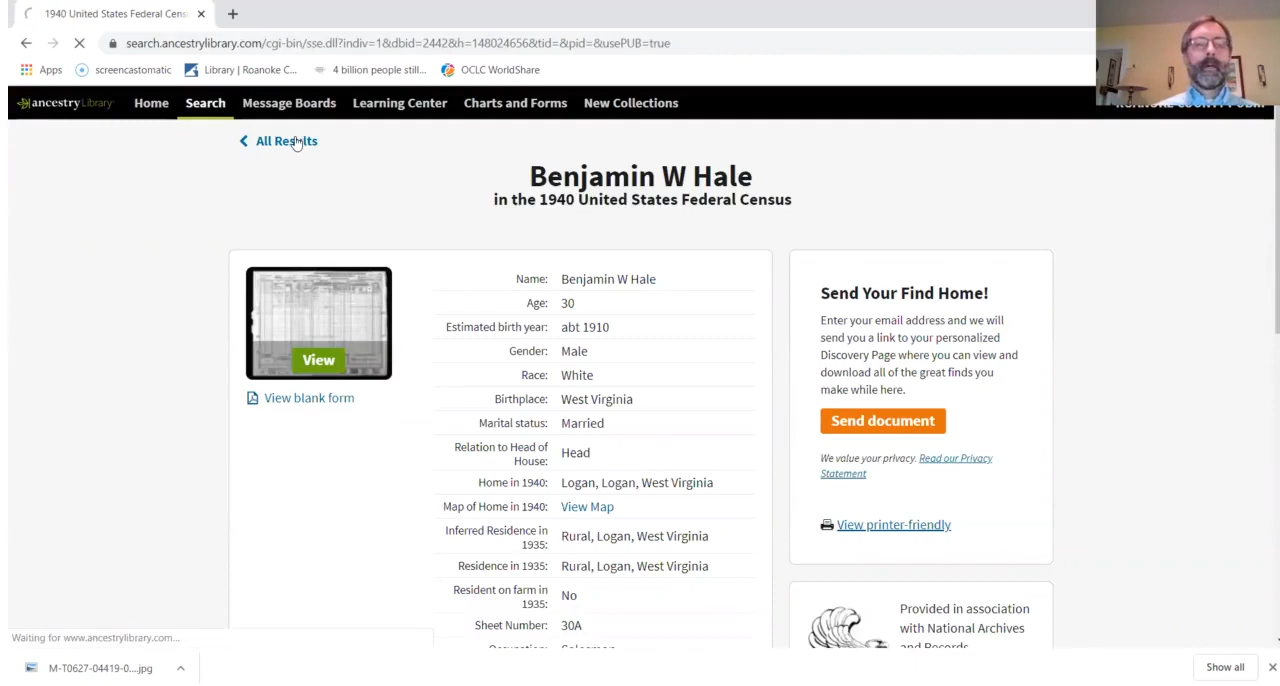 1940 United States Federal Cens
search.ancestrylibrary.com/cgi-bin/sse.dll?indiv=1&dbid=2442&h=148024656&tid=&pid=&usePUB=true
Apps screencastomatic Library | Roanoke C... 4 billion people still... OCLC WorldShare
ancestryLibrary Home Search Message Boards Learning Center Charts and Forms New Collections
All Results
Benjamin W Hale
in the 1940 United States Federal Census
View
View blank form
Name: Benjamin W Hale
Age: 30
Estimated birth year: abt 1910
Gender: Male
Race: White
Birthplace: West Virginia
Marital status: Married
Relation to Head of
House: Head
Home in 1940: Logan, Logan, West Virginia
Map of Home in 1940: View Map
Inferred Residence in
1935: Rural, Logan, West Virginia
Residence in 1935: Rural, Logan, West Virginia
Resident on farm in
1935: No
Sheet Number: 30A
Send Your Find Home!
Enter your email address and we will
send you a link to your personalized
Discovery Page where you can view and
download all of the great finds you
make while here.
Send document
We value your privacy. Read our Privacy
Statement
View printer-friendly
Provided in association
with National Archives
and Records
Waiting for www.ancestrylibrary.com...
M-T0627-04419-0....jpg
Show all